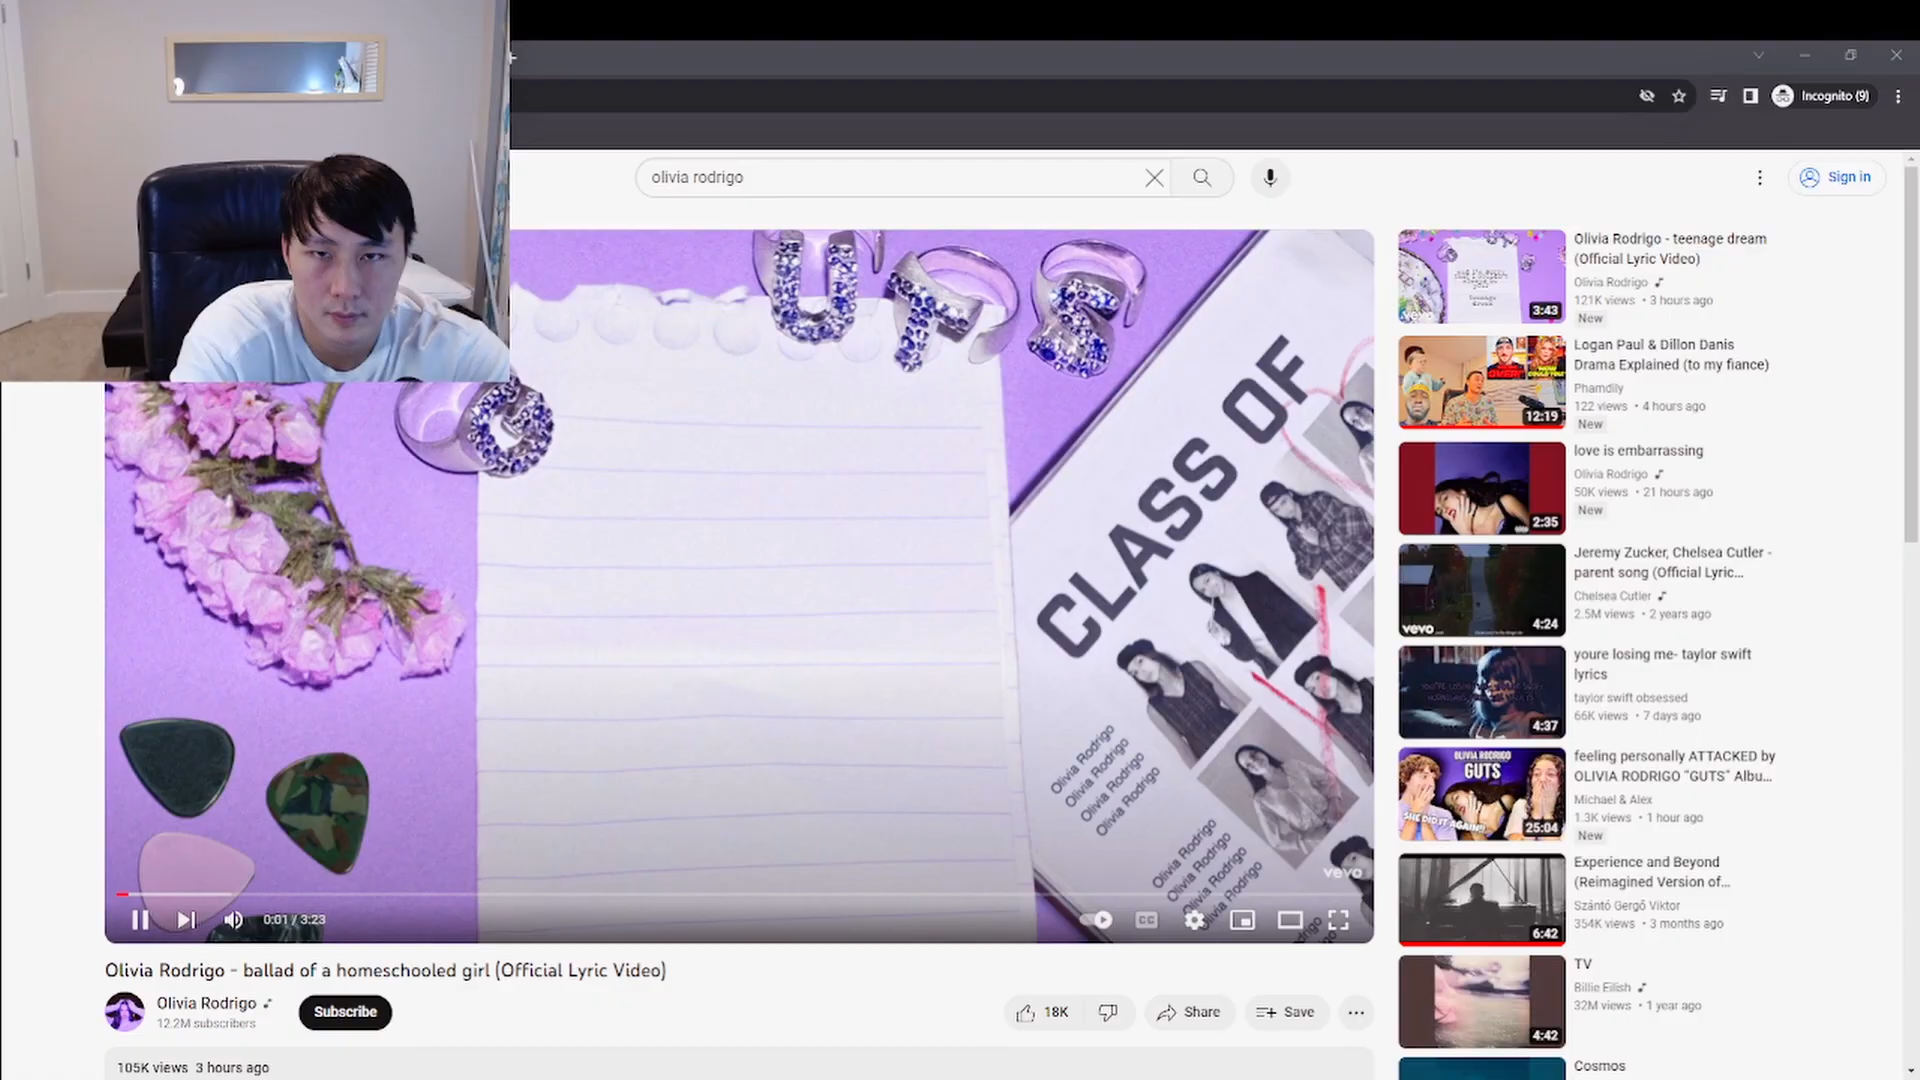 Incognito (9)
olivia rodrigo
Sign in
UTS
G
CLASS OF
Olivia Rodrigo
Olivia Rodrigo
Olivia Rodrigo
Olivia Rodrigo
Olivia Rodrigo
Olivia Rodrigo
Olivia Rodrigo
Olivia Rodrigo
vevo
0:01 / 3:23
CC
Olivia Rodrigo - ballad of a homeschooled girl (Official Lyric Video)
Olivia Rodrigo
12.2M subscribers
Subscribe
18K
Share
Save
105K views 3 hours ago
3:43
Olivia Rodrigo - teenage dream
(Official Lyric Video)
Olivia Rodrigo
121K views • 3 hours ago
New
12:19
Logan Paul & Dillon Danis
Drama Explained (to my fiance)
Phamdily
122 views • 4 hours ago
New
2:35
love is embarrassing
Olivia Rodrigo
50K views • 21 hours ago
New
vevo
4:24
Jeremy Zucker, Chelsea Cutler -
parent song (Official Lyric...
Chelsea Cutler
2.5M views • 2 years ago
4:37
youre losing me- taylor swift
lyrics
taylor swift obsessed
66K views • 7 days ago
OLIVIA RODRIGO
GUTS
SHE DID IT AGAIN!!
25:04
feeling personally ATTACKED by
OLIVIA RODRIGO "GUTS" Albu...
Michael & Alex
1.3K views • 1 hour ago
New
6:42
Experience and Beyond
(Reimagined Version of...
Szántó Gergő Viktor
354K views • 3 months ago
4:42
TV
Billie Eilish
32M views • 1 year ago
Cosmos